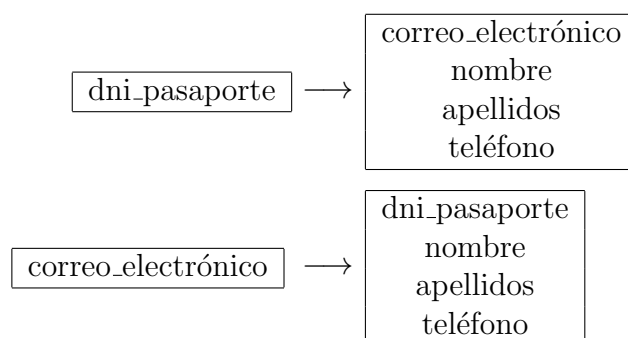 dni_pasaporte
correo_electrónico
nombre
apellidos
teléfono
correo_electrónico
dni_pasaporte
nombre
apellidos
teléfono